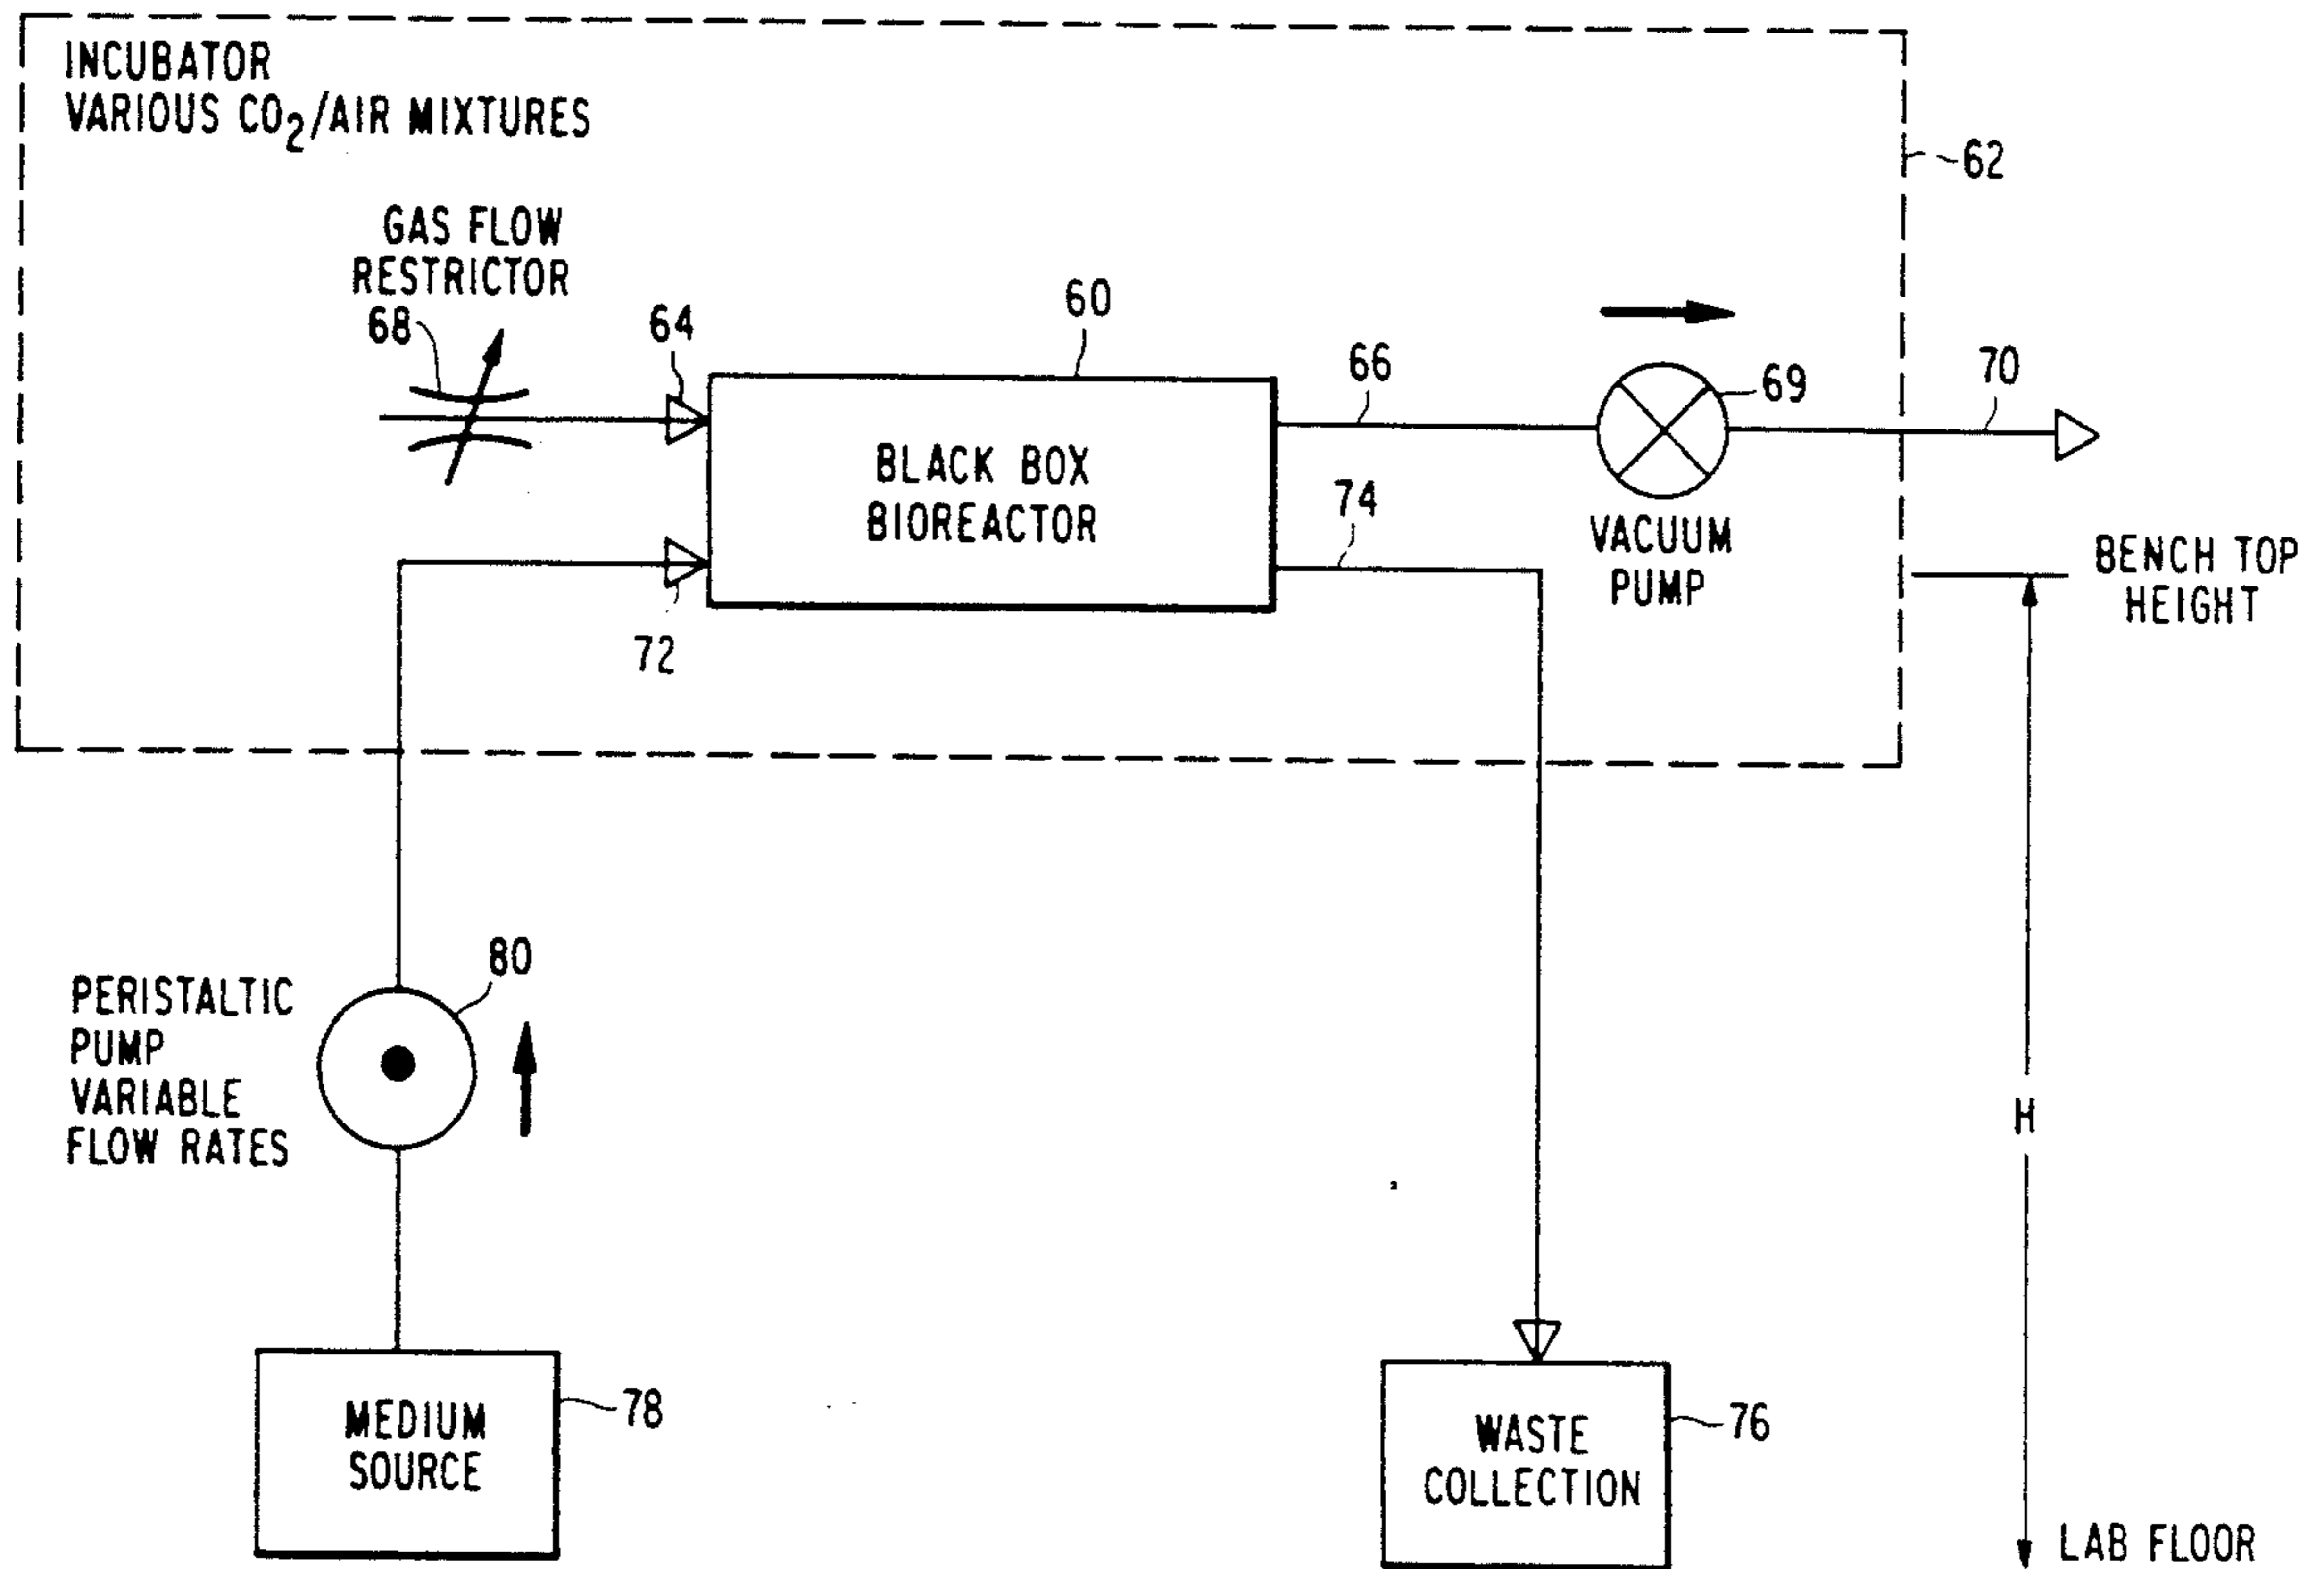 INCUBATOR
VARIOUS CO₂/AIR MIXTURES
62
GAS FLOW
RESTRICTOR
68
64
60
66
69
70
BLACK BOX
BIOREACTOR
74
72
VACUUM
PUMP
BENCH TOP
HEIGHT
80
PERISTALTIC
PUMP
VARIABLE
FLOW RATES
H
MEDIUM
SOURCE
78
WASTE
COLLECTION
76
LAB FLOOR